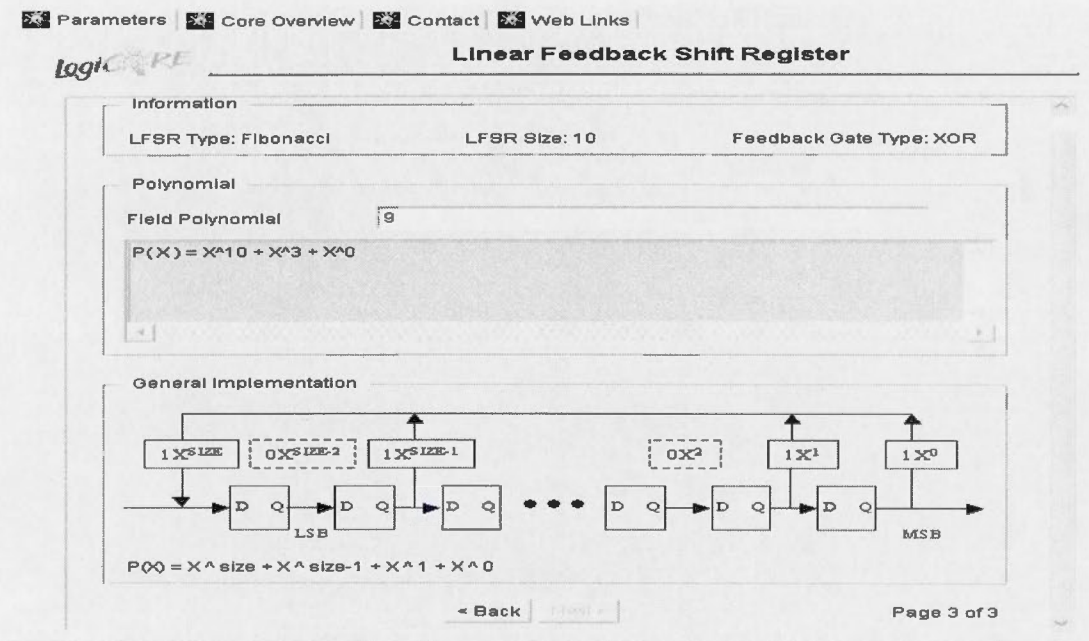 Parameters Core Overview Contact Web Links
LogiCORE
Linear Feedback Shift Register
Information
LFSR Type: Fibonacci LFSR Size: 10 Feedback Gate Type: XOR
Polynomial
Field Polynomial 9
P(X) = X^10 + X^3 + X^0
General Implementation
1X^SIZE 0X^SIZE-2 1X^SIZE-1 0X^2 1X^1 1X^0
D Q D Q D Q D Q D Q D Q
LSB MSB
P(X) = X ^ size + X ^ size-1 + X ^ 1 + X ^ 0
< Back
Page 3 of 3